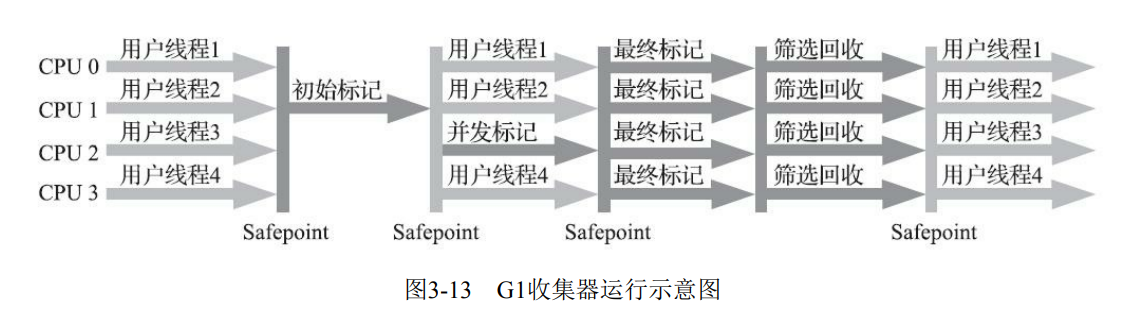 用户线程1 用户线程1 最终标记 筛选回收 用户线程1
CPU 0
用户线程2 初始标记 用户线程2 最终标记 筛选回收 用户线程2
CPU 1
用户线程3 并发标记 最终标记 筛选回收 用户线程3
CPU 2
用户线程4 用户线程4 最终标记 筛选回收 用户线程4
CPU 3
Safepoint Safepoint Safepoint Safepoint
图3-13 G1收集器运行示意图